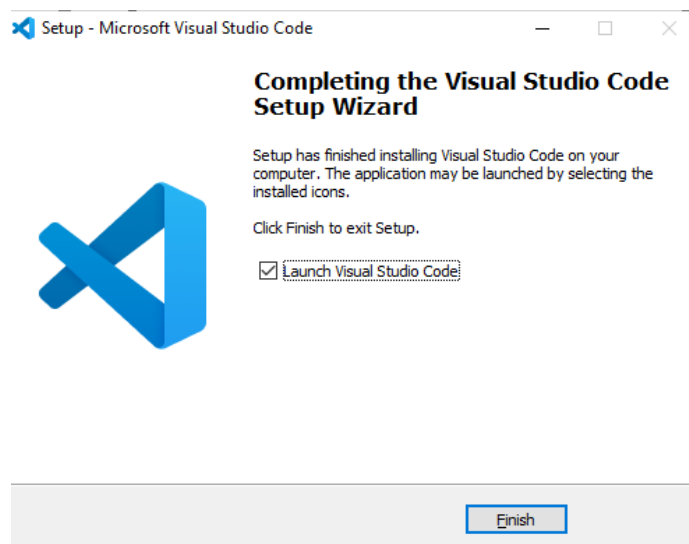 Setup - Microsoft Visual Studio Code
Completing the Visual Studio Code
Setup Wizard
Setup has finished installing Visual Studio Code on your
computer. The application may be launched by selecting the
installed icons.
Click Finish to exit Setup.
Launch Visual Studio Code
Finish